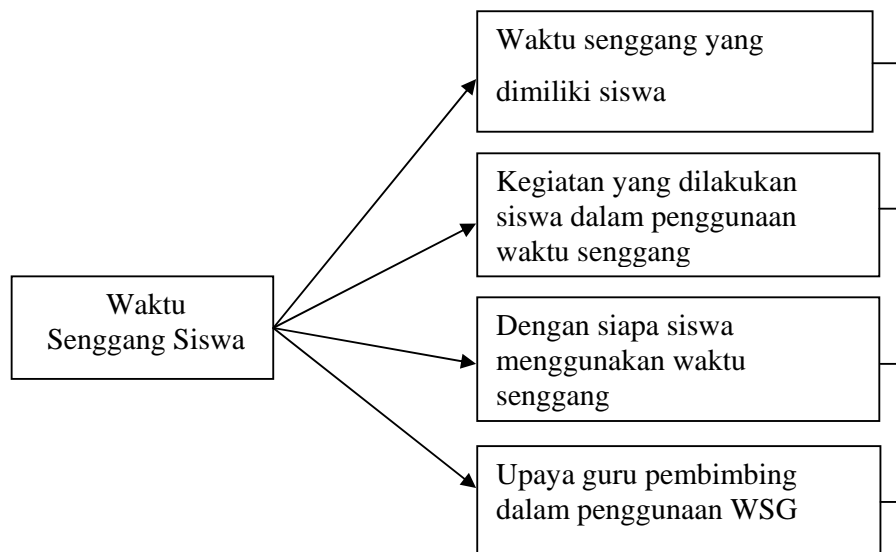 Waktu senggang yang
dimiliki siswa
Kegiatan yang dilakukan
siswa dalam penggunaan
waktu senggang
Waktu
Senggang Siswa
Dengan siapa siswa
menggunakan waktu
senggang
Upaya guru pembimbing
dalam penggunaan WSG